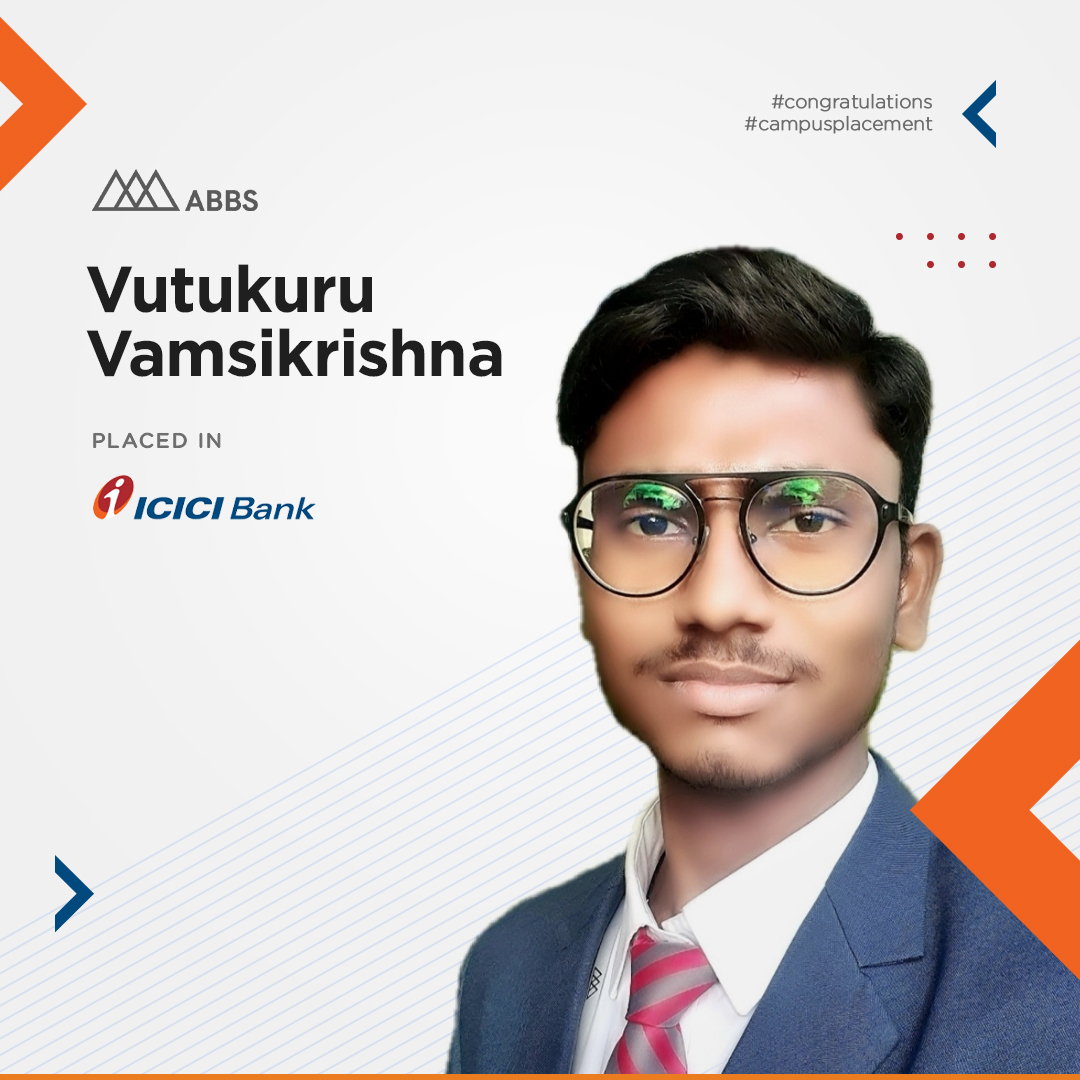 #congratulations
#campusplacement
ABBS
Vutukuru
Vamsikrishna
PLACED IN
i ICICI Bank